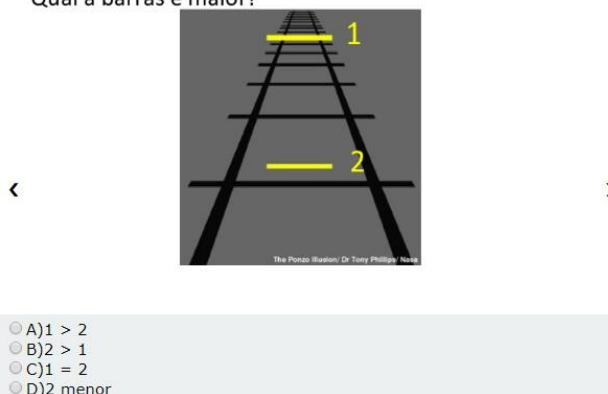 Qual a barras é maior?
1
2
The Ponzo Illusion/ Dr Tony Phillips/ Nasa
A)1 > 2
B)2 > 1
C)1 = 2
D)2 menor